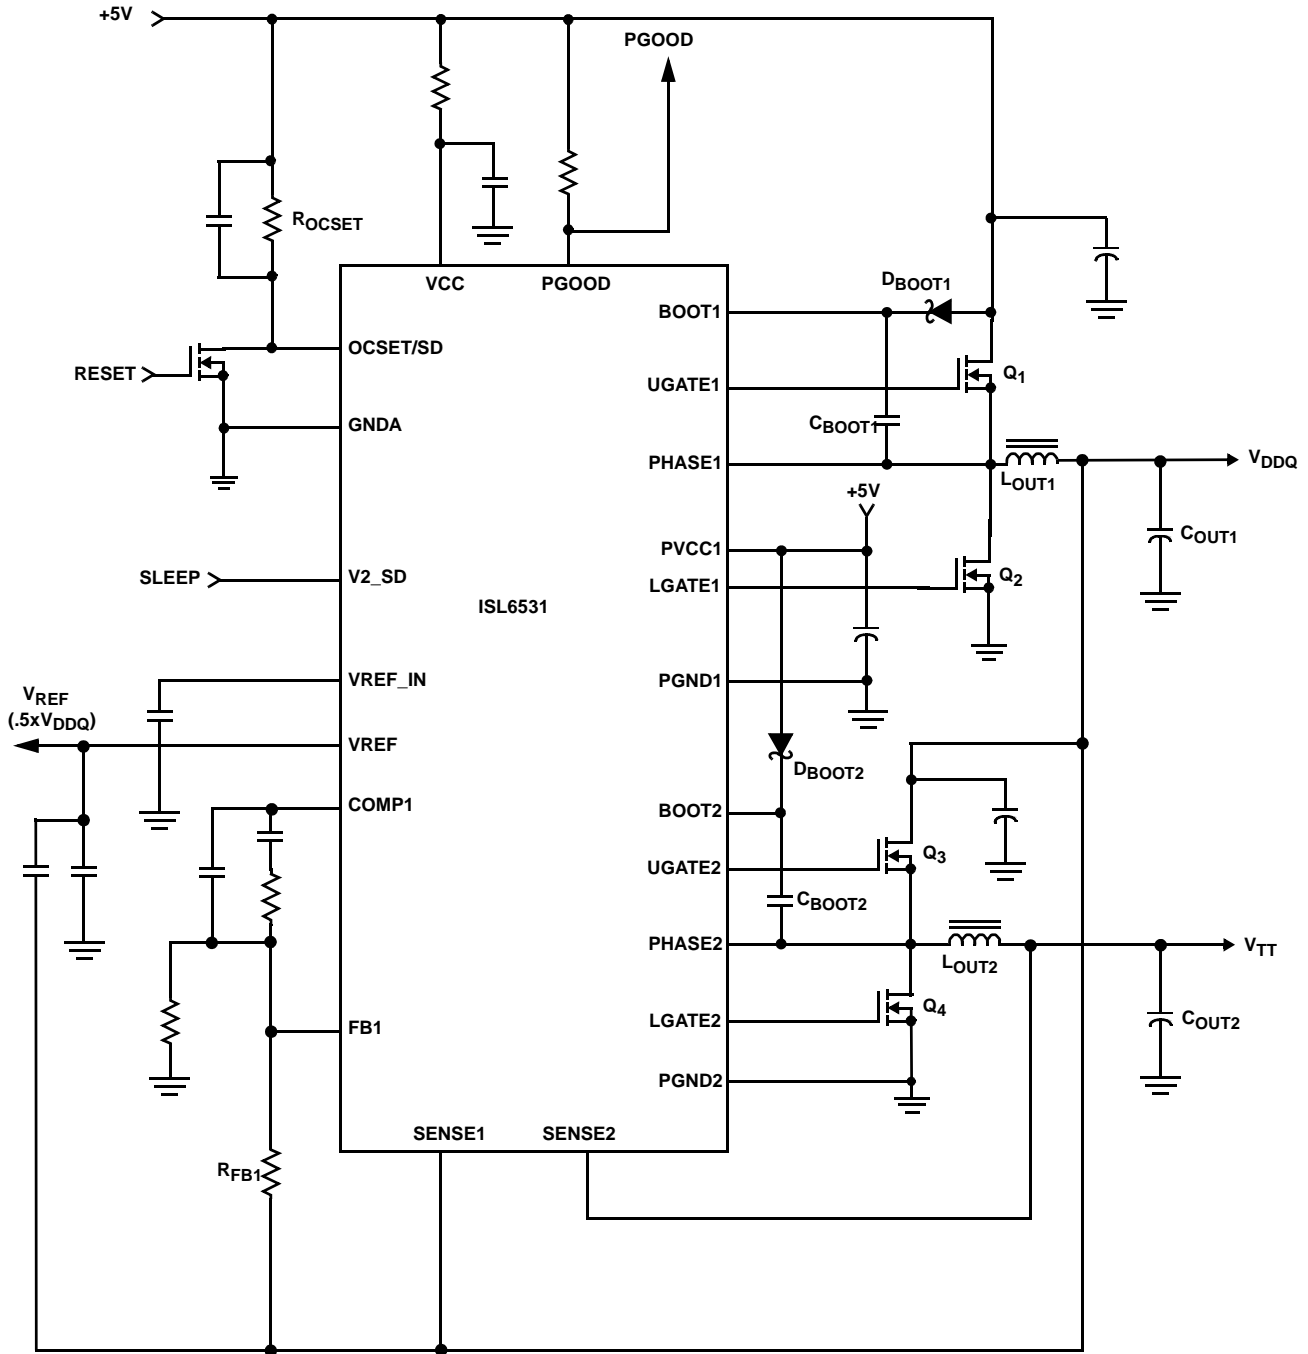 +5V
PGOOD
ROCSET
VCC
PGOOD
DBOOT1
BOOT1
OCSET/SD
RESET
Q1
UGATE1
CBOOT1
GNDA
PHASE1
VDDQ
LOUT1
+5V
COUT1
PVCC1
SLEEP
V2_SD
LGATE1
Q2
ISL6531
VREF_IN
PGND1
VREF
(.5xVDDQ)
VREF
DBOOT2
COMP1
BOOT2
Q3
UGATE2
CBOOT2
PHASE2
VTT
LOUT2
Q4
LGATE2
COUT2
FB1
PGND2
SENSE1
SENSE2
RFB1